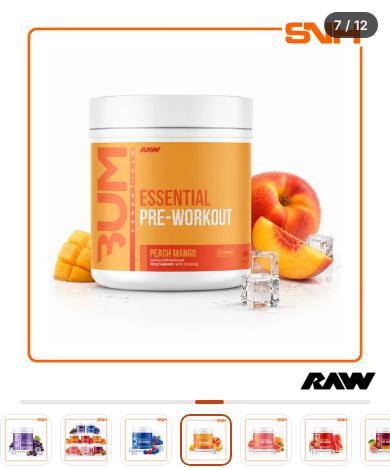 SNH
7 / 12
RAW
BUM
ESSENTIAL
PRE-WORKOUT
PEACH MANGO
RAW